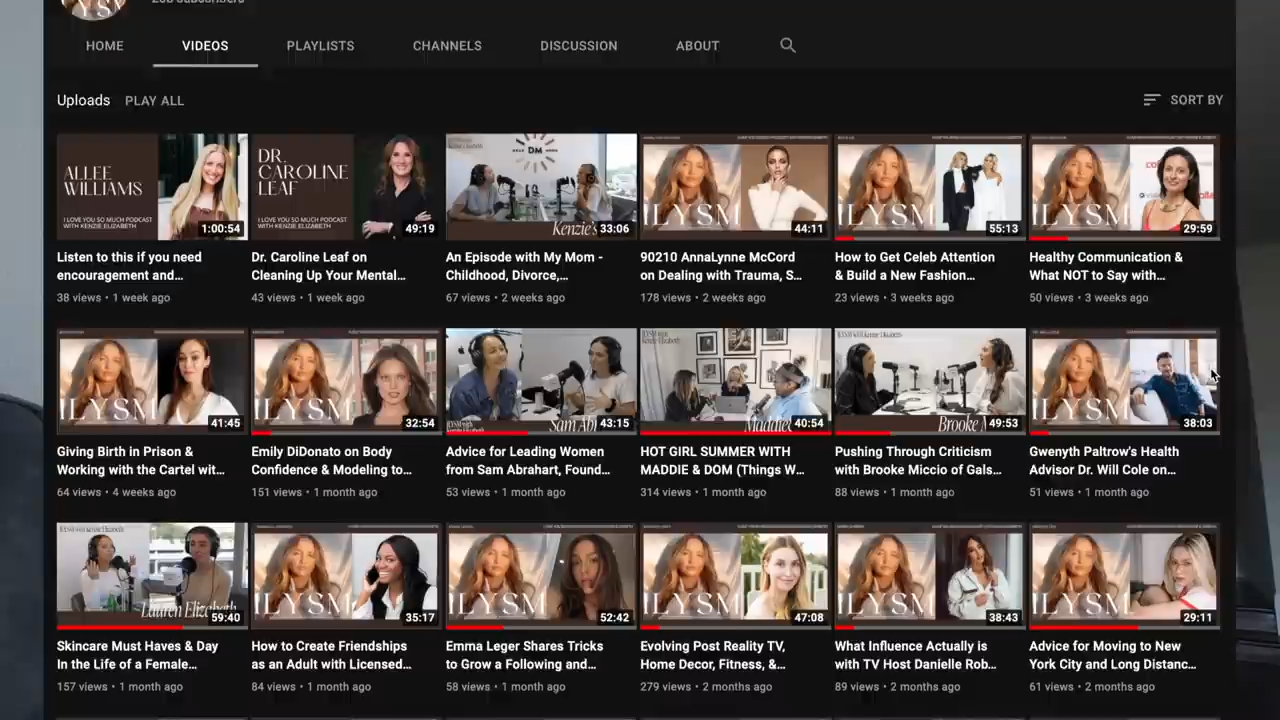 HOME VIDEOS PLAYLISTS CHANNELS DISCUSSION ABOUT
Uploads PLAY ALL SORT BY
ALLEE
WILLIAMS
I LOVE YOU SO MUCH PODCAST
WITH KENZIE ELIZABETH
1:00:54
DR.
CAROLINE
LEAF
I LOVE YOU SO MUCH PODCAST
WITH KENZIE ELIZABETH
49:19
DM
Kenzie's
33:06
ILYSM
44:11
ILYSM
55:13
ILYSM
29:59
Listen to this if you need
encouragement and...
38 views • 1 week ago
Dr. Caroline Leaf on
Cleaning Up Your Mental...
43 views • 1 week ago
An Episode with My Mom -
Childhood, Divorce,...
67 views • 2 weeks ago
90210 AnnaLynne McCord
on Dealing with Trauma, S...
178 views • 2 weeks ago
How to Get Celeb Attention
& Build a New Fashion...
23 views • 3 weeks ago
Healthy Communication &
What NOT to Say with...
50 views • 3 weeks ago
ILYSM
41:45
ILYSM
32:54
Sam Ab
43:15
Maddie
40:54
Brooke
49:53
ILYSM
38:03
Giving Birth in Prison &
Working with the Cartel wit...
64 views • 4 weeks ago
Emily DiDonato on Body
Confidence & Modeling to...
151 views • 1 month ago
Advice for Leading Women
from Sam Abrahart, Found...
53 views • 1 month ago
HOT GIRL SUMMER WITH
MADDIE & DOM (Things W...
314 views • 1 month ago
Pushing Through Criticism
with Brooke Miccio of Gals...
88 views • 1 month ago
Gwenyth Paltrow's Health
Advisor Dr. Will Cole on...
51 views • 1 month ago
Lauren Elizabeth
59:40
ILYSM
35:17
ILYSM
52:42
ILYSM
47:08
ILYSM
38:43
ILYSM
29:11
Skincare Must Haves & Day
In the Life of a Female...
157 views • 1 month ago
How to Create Friendships
as an Adult with Licensed...
84 views • 1 month ago
Emma Leger Shares Tricks
to Grow a Following and...
58 views • 1 month ago
Evolving Post Reality TV,
Home Decor, Fitness, &...
279 views • 2 months ago
What Influence Actually is
with TV Host Danielle Rob...
89 views • 2 months ago
Advice for Moving to New
York City and Long Distanc...
61 views • 2 months ago